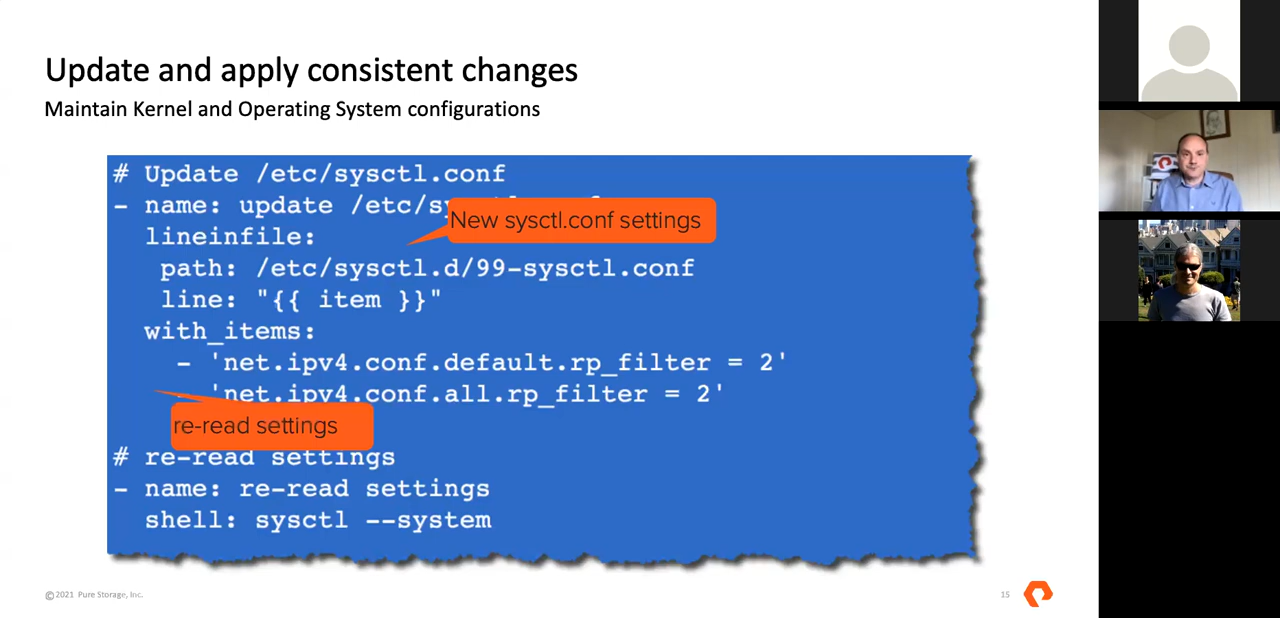 Update and apply consistent changes
Maintain Kernel and Operating System configurations
# Update /etc/sysctl.conf
- name: update /etc/sy
New sysctl.conf settings
lineinfile:
path: /etc/sysctl.d/99-sysctl.conf
line: "{{ item }}"
with_items:
- 'net.ipv4.conf.default.rp_filter = 2'
'net.ipv4.conf.all.rp_filter = 2'
re-read settings
# re-read settings
- name: re-read settings
shell: sysctl --system
©2021 Pure Storage, Inc.
15